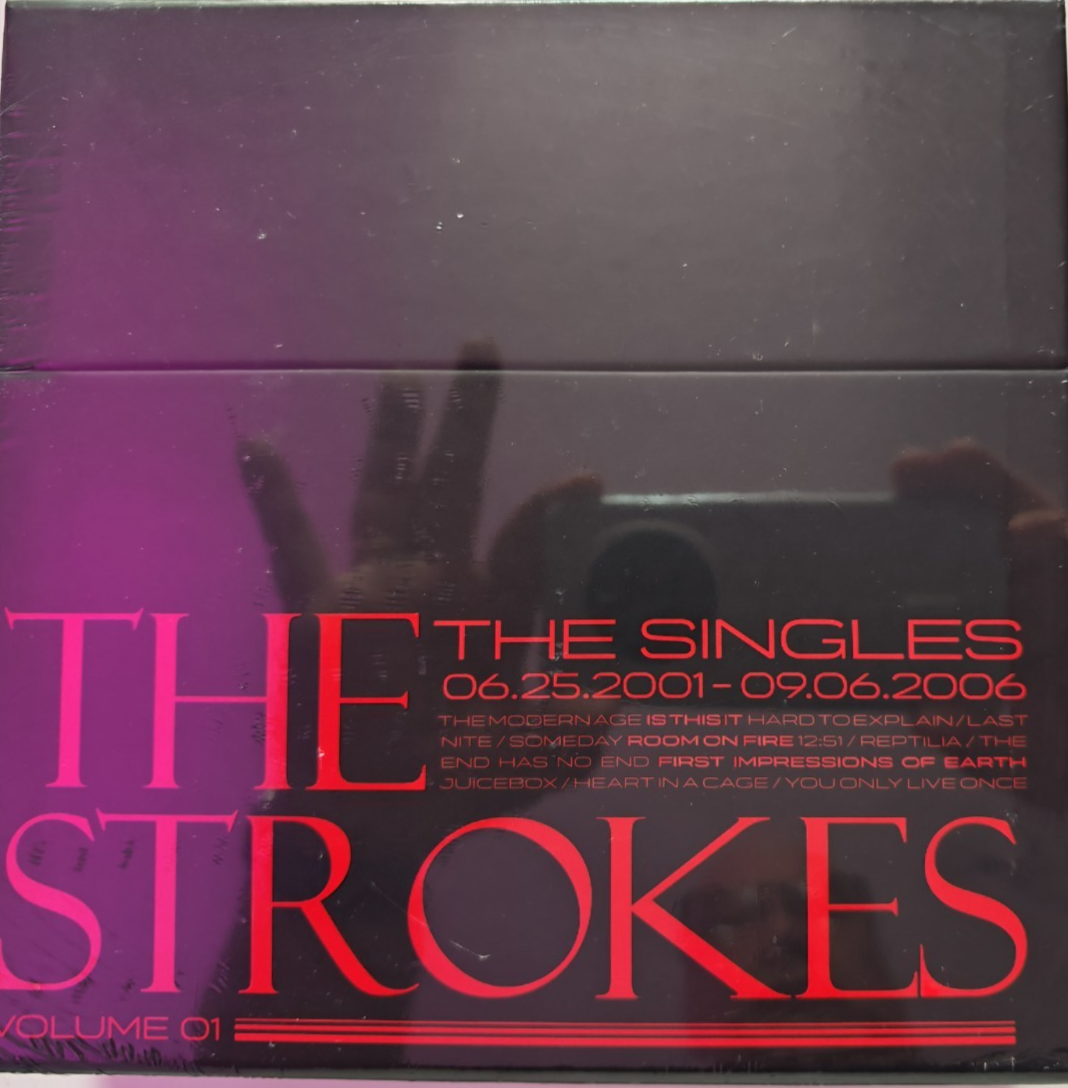 THE
THE SINGLES
06.25.2001 – 09.06.2006
THE MODERN AGE IS THIS IT HARD TO EXPLAIN / LAST
NITE / SOMEDAY ROOM ON FIRE 12:51 / REPTILIA / THE
END HAS NO END FIRST IMPRESSIONS OF EARTH
JUICEBOX / HEART IN A CAGE / YOU ONLY LIVE ONCE
STROKES
VOLUME 01